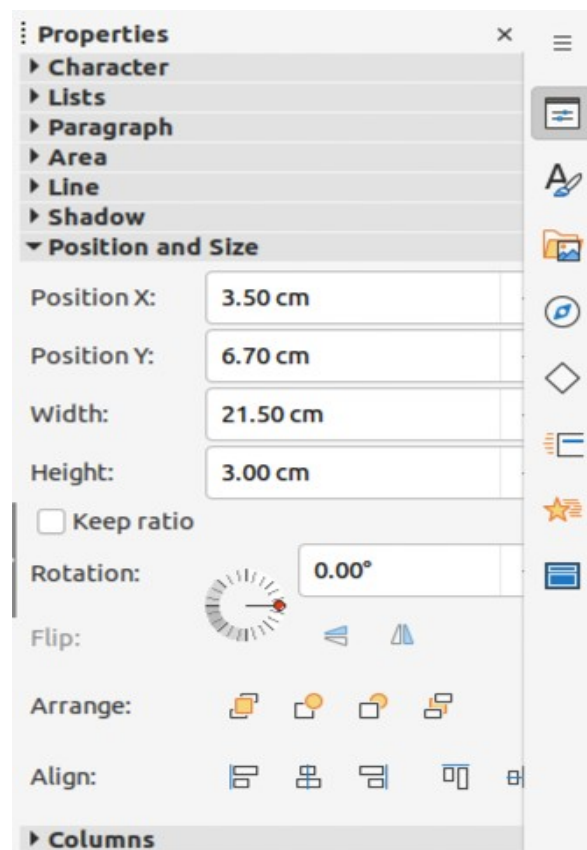 Properties
Character
Lists
Paragraph
Area
Line
Shadow
Position and Size
Position X: 3.50 cm
Position Y: 6.70 cm
Width: 21.50 cm
Height: 3.00 cm
Keep ratio
Rotation: 0.00°
Flip:
Arrange:
Align:
Columns